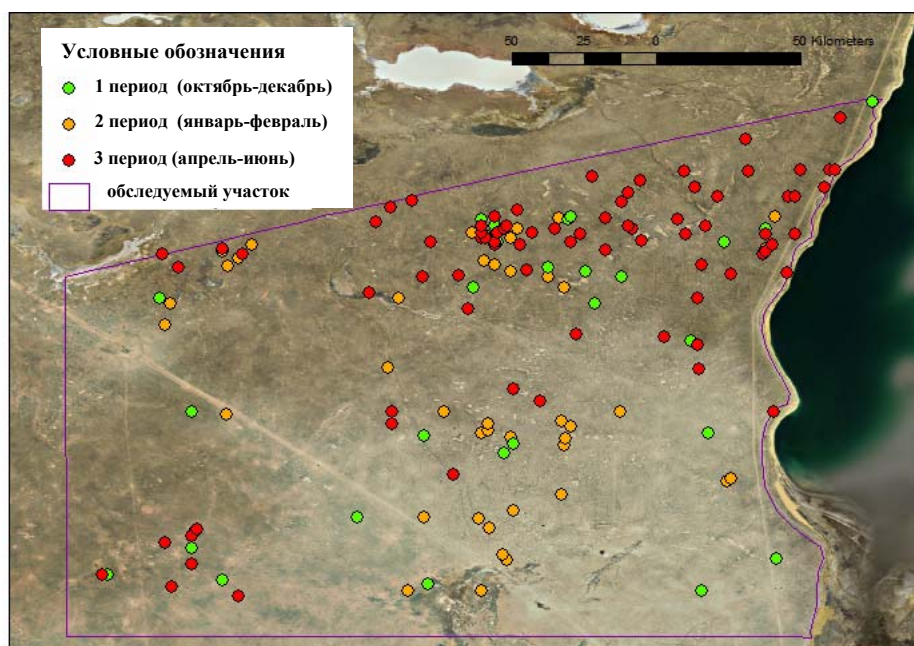 Условные обозначения
1 период (октябрь-декабрь)
2 период (январь-февраль)
3 период (апрель-июнь)
обследуемый участок
50 25 0 50 Kilometers